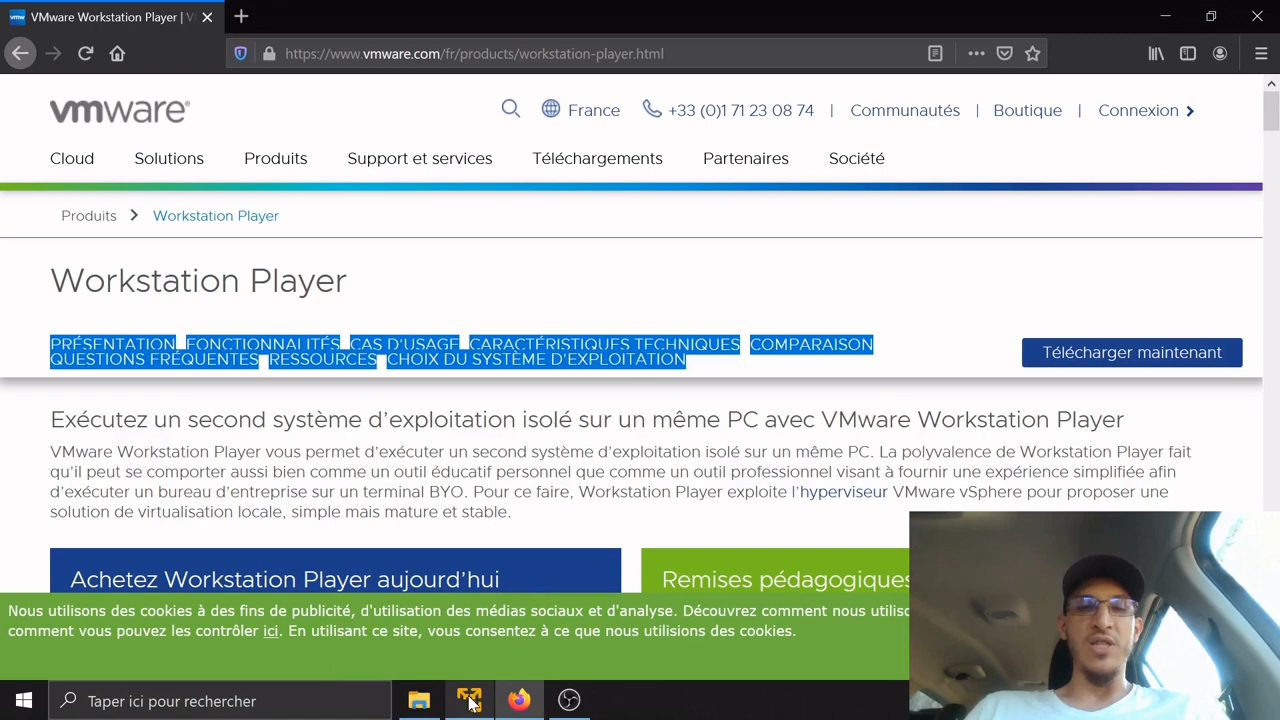 VMware Workstation Player | V
https://www.vmware.com/fr/products/workstation-player.html
vmware
France
+33 (0)1 71 23 08 74 | Communautés | Boutique | Connexion
Cloud Solutions Produits Support et services Téléchargements Partenaires Société
Produits Workstation Player
Workstation Player
PRÉSENTATION FONCTIONNALITÉS CAS D'USAGE CARACTÉRISTIQUES TECHNIQUES COMPARAISON
QUESTIONS FRÉQUENTES RESSOURCES CHOIX DU SYSTÈME D'EXPLOITATION
Télécharger maintenant
Exécutez un second système d’exploitation isolé sur un même PC avec VMware Workstation Player
VMware Workstation Player vous permet d’exécuter un second système d’exploitation isolé sur un même PC. La polyvalence de Workstation Player fait
qu’il peut se comporter aussi bien comme un outil éducatif personnel que comme un outil professionnel visant à fournir une expérience simplifiée afin
d’exécuter un bureau d’entreprise sur un terminal BYO. Pour ce faire, Workstation Player exploite l’hyperviseur VMware vSphere pour proposer une
solution de virtualisation locale, simple mais mature et stable.
Achetez Workstation Player aujourd’hui
Remises pédagogiques
Nous utilisons des cookies à des fins de publicité, d'utilisation des médias sociaux et d'analyse. Découvrez comment nous utilisc
comment vous pouvez les contrôler ici. En utilisant ce site, vous consentez à ce que nous utilisions des cookies.
Taper ici pour rechercher